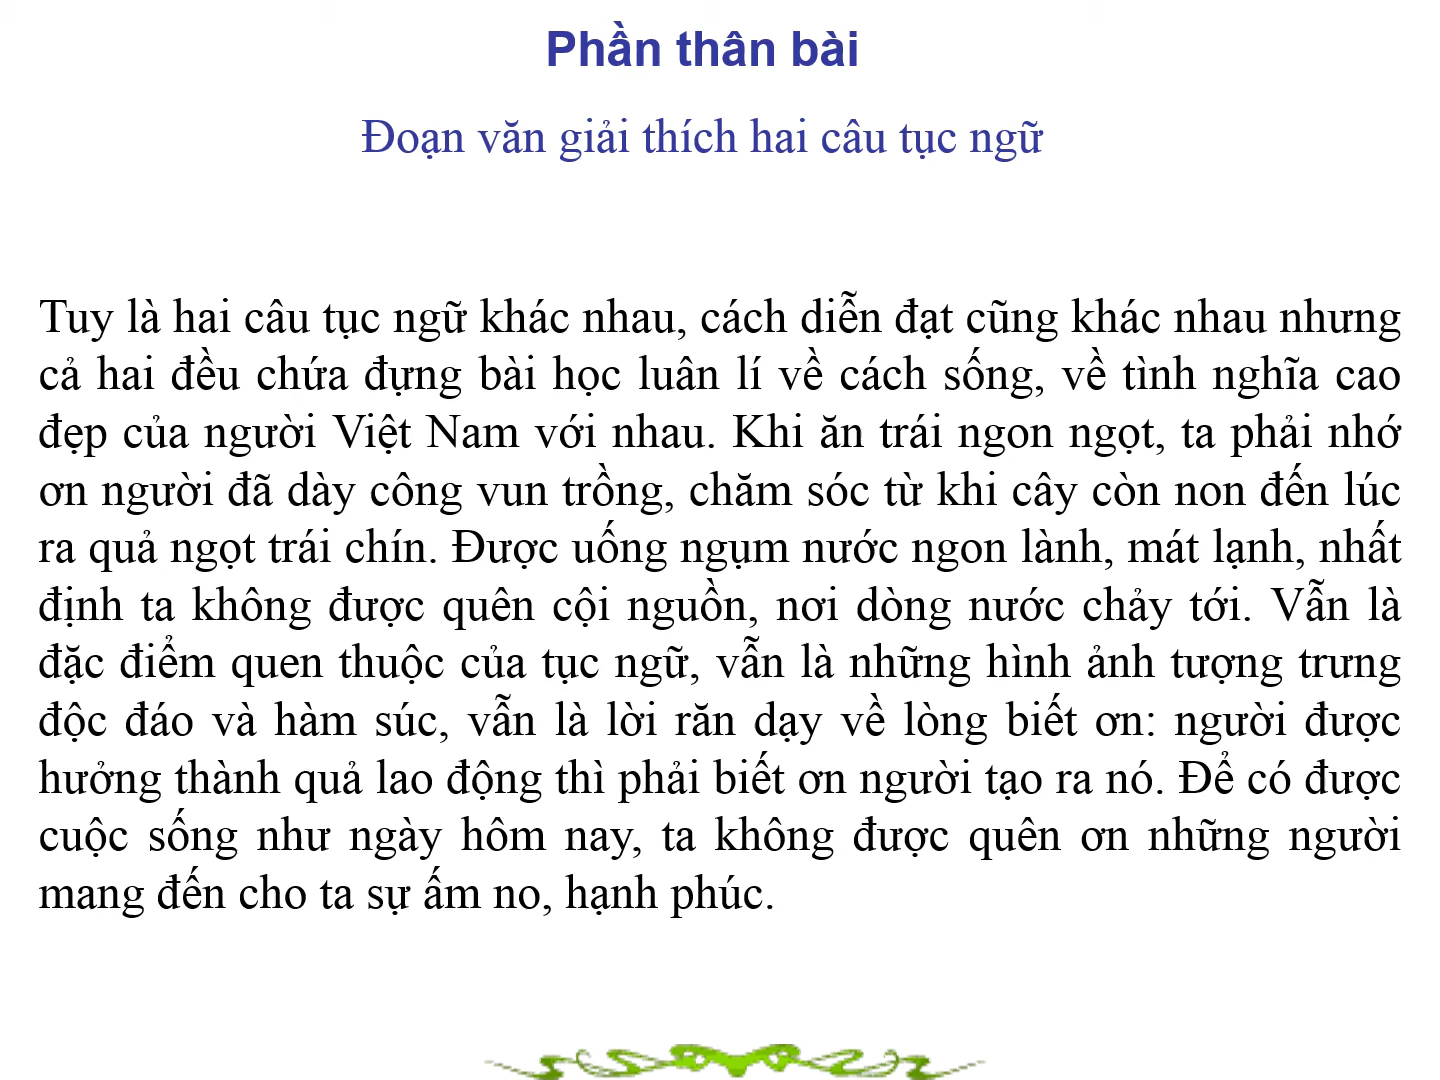 Phần thân bài
Đoạn văn giải thích hai câu tục ngữ
Tuy là hai câu tục ngữ khác nhau, cách diễn đạt cũng khác nhau nhưng
cả hai đều chứa đựng bài học luân lí về cách sống, về tình nghĩa cao
đẹp của người Việt Nam với nhau. Khi ăn trái ngon ngọt, ta phải nhớ
ơn người đã dày công vun trồng, chăm sóc từ khi cây còn non đến lúc
ra quả ngọt trái chín. Được uống ngụm nước ngon lành, mát lạnh, nhất
định ta không được quên cội nguồn, nơi dòng nước chảy tới. Vẫn là
đặc điểm quen thuộc của tục ngữ, vẫn là những hình ảnh tượng trưng
độc đáo và hàm súc, vẫn là lời răn dạy về lòng biết ơn: người được
hưởng thành quả lao động thì phải biết ơn người tạo ra nó. Để có được
cuộc sống như ngày hôm nay, ta không được quên ơn những người
mang đến cho ta sự ấm no, hạnh phúc.